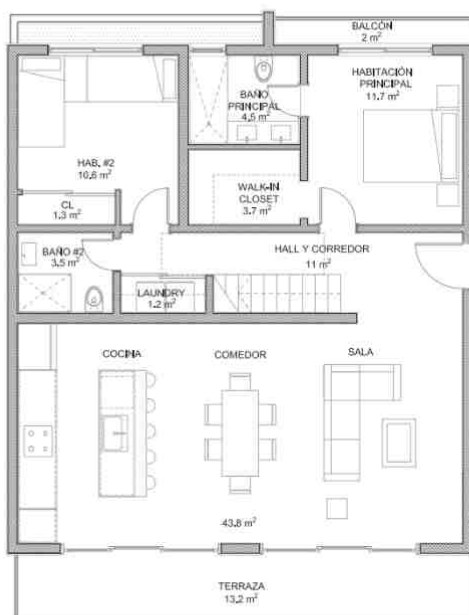 BALCÓN
2 m²
HABITACIÓN
PRINCIPAL
11.7 m²
BAÑO
PRINCIPAL
4.5 m²
HAB. #2
10.6 m²
WALK-IN
CLOSET
3.7 m²
CL
1.3 m²
BAÑO #2
3.5 m²
HALL Y CORREDOR
11 m²
LAUNDRY
1.2 m²
COCINA
COMEDOR
SALA
43.8 m²
TERRAZA
13.2 m²